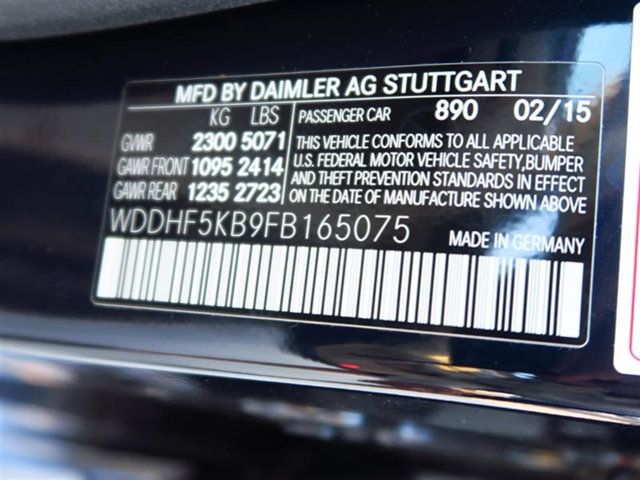 MFD BY DAIMLER AG STUTTGART
KG LBS
GVWR 2300 5071
GAWR FRONT 1095 2414
GAWR REAR 1235 2723
PASSENGER CAR 890 02/15
THIS VEHICLE CONFORMS TO ALL APPLICABLE
U.S. FEDERAL MOTOR VEHICLE SAFETY,BUMPER
AND THEFT PREVENTION STANDARDS IN EFFECT
ON THE DATE OF MANUFACTURE SHOWN ABOVE
WDDHF5KB9FB165075
MADE IN GERMANY